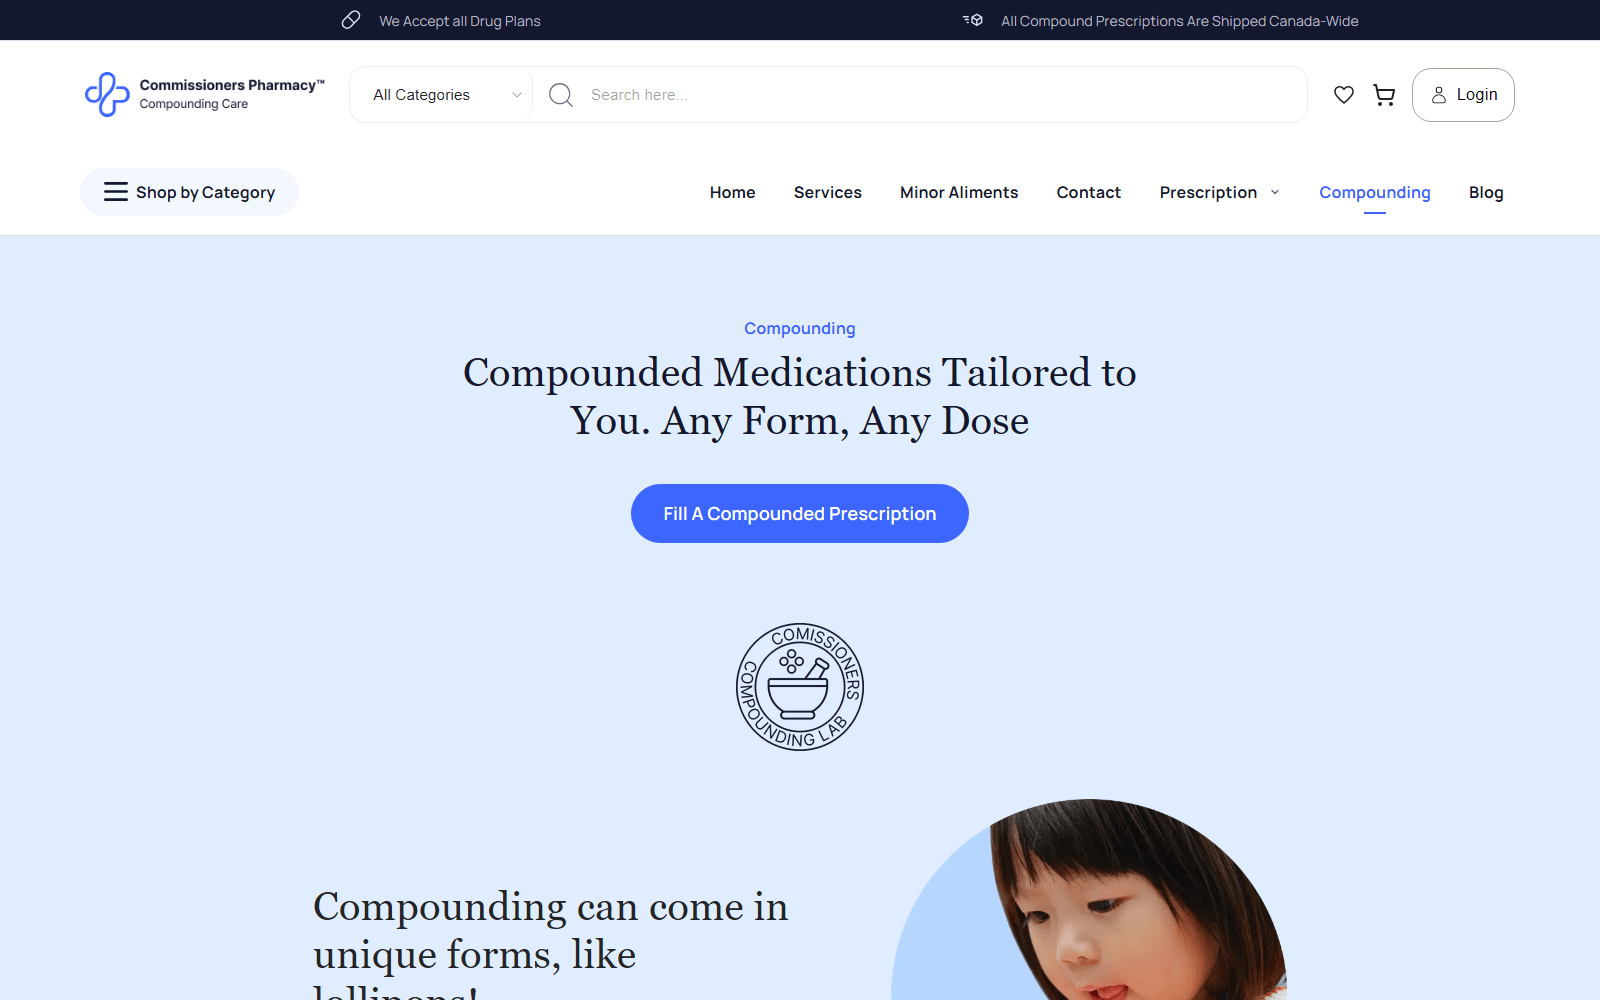 We Accept all Drug Plans
All Compound Prescriptions Are Shipped Canada-Wide
Commissioners Pharmacy™
Compounding Care
All Categories
Search here...
Login
Shop by Category
Home
Services
Minor Aliments
Contact
Prescription
Compounding
Blog
Compounding
Compounded Medications Tailored to
You. Any Form, Any Dose
Fill A Compounded Prescription
COMISSIONERS
COMPOUNDING LAB
Compounding can come in
unique forms, like
lollipops!